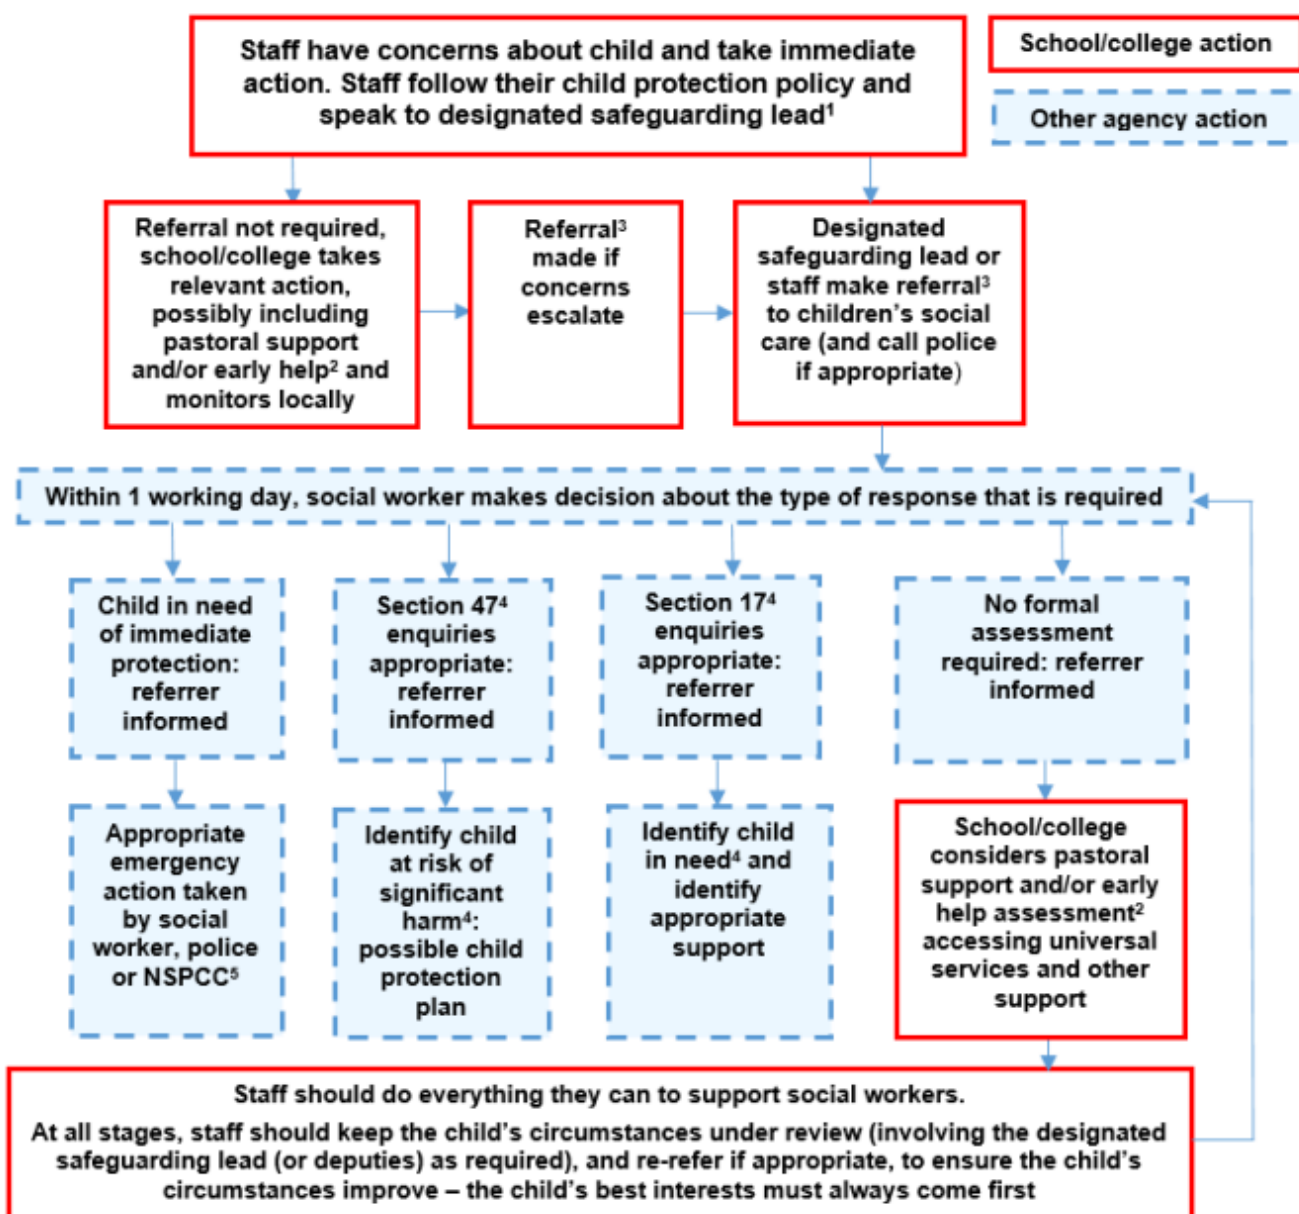 Staff have concerns about child and take immediate
action. Staff follow their child protection policy and
speak to designated safeguarding lead¹
School/college action
Other agency action
Referral not required,
school/college takes
relevant action,
possibly including
pastoral support
and/or early help² and
monitors locally
Referral³
made if
concerns
escalate
Designated
safeguarding lead or
staff make referral³
to children's social
care (and call police
if appropriate)
Within 1 working day, social worker makes decision about the type of response that is required
Child in need
of immediate
protection:
referrer
informed
Section 47⁴
enquiries
appropriate:
referrer
informed
Section 17⁴
enquiries
appropriate:
referrer
informed
No formal
assessment
required: referrer
informed
Appropriate
emergency
action taken
by social
worker, police
or NSPCC⁵
Identify child
at risk of
significant
harm⁴:
possible child
protection
plan
Identify child
in need⁴ and
identify
appropriate
support
School/college
considers pastoral
support and/or early
help assessment²
accessing universal
services and other
support
Staff should do everything they can to support social workers.
At all stages, staff should keep the child's circumstances under review (involving the designated
safeguarding lead (or deputies) as required), and re-refer if appropriate, to ensure the child's
circumstances improve – the child's best interests must always come first